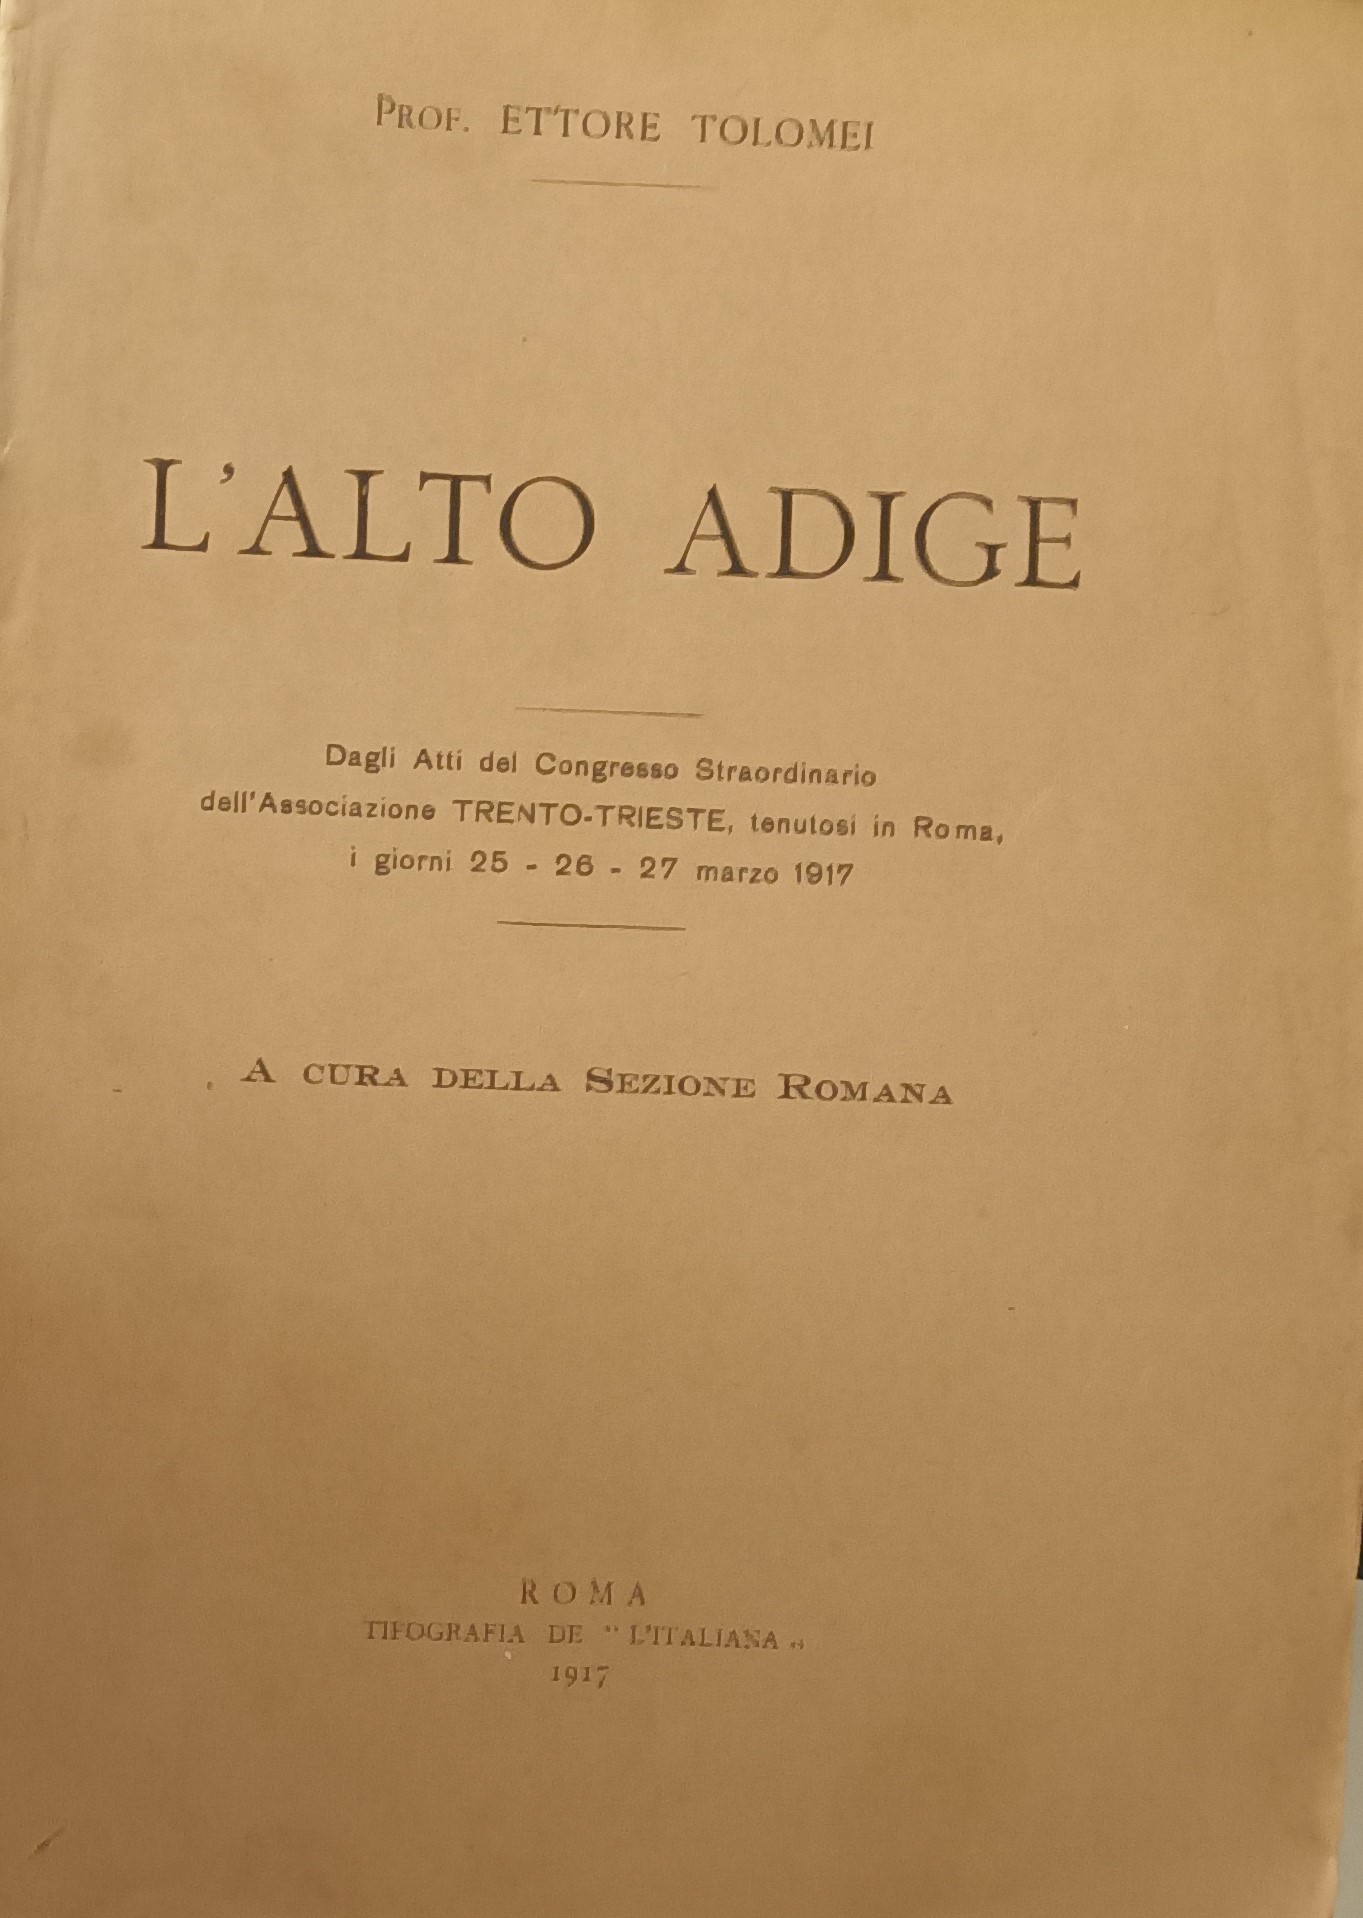 PROF. ETTORE TOLOMEI
L'ALTO ADIGE
Dagli Atti del Congresso Straordinario
dell'Associazione TRENTO-TRIESTE, tenutosi in Roma,
i giorni 25 - 26 - 27 marzo 1917
A CURA DELLA SEZIONE ROMANA
ROMA
TIPOGRAFIA DE "L'ITALIANA„
1917